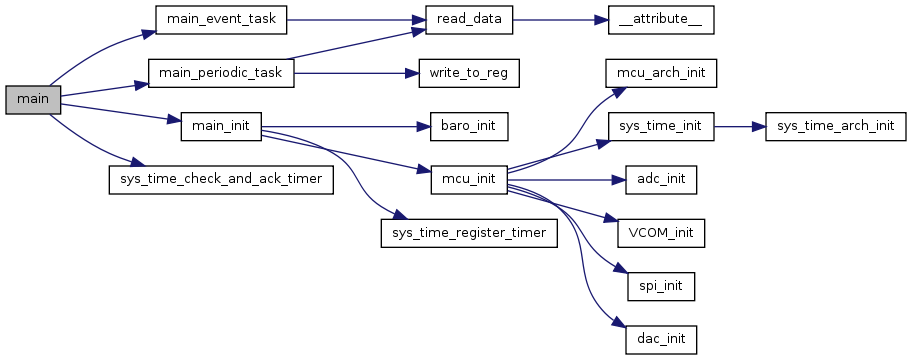 main
main_event_task
main_periodic_task
main_init
sys_time_check_and_ack_timer
read_data
write_to_reg
baro_init
mcu_init
sys_time_register_timer
__attribute__
mcu_arch_init
sys_time_init
adc_init
VCOM_init
spi_init
dac_init
sys_time_arch_init